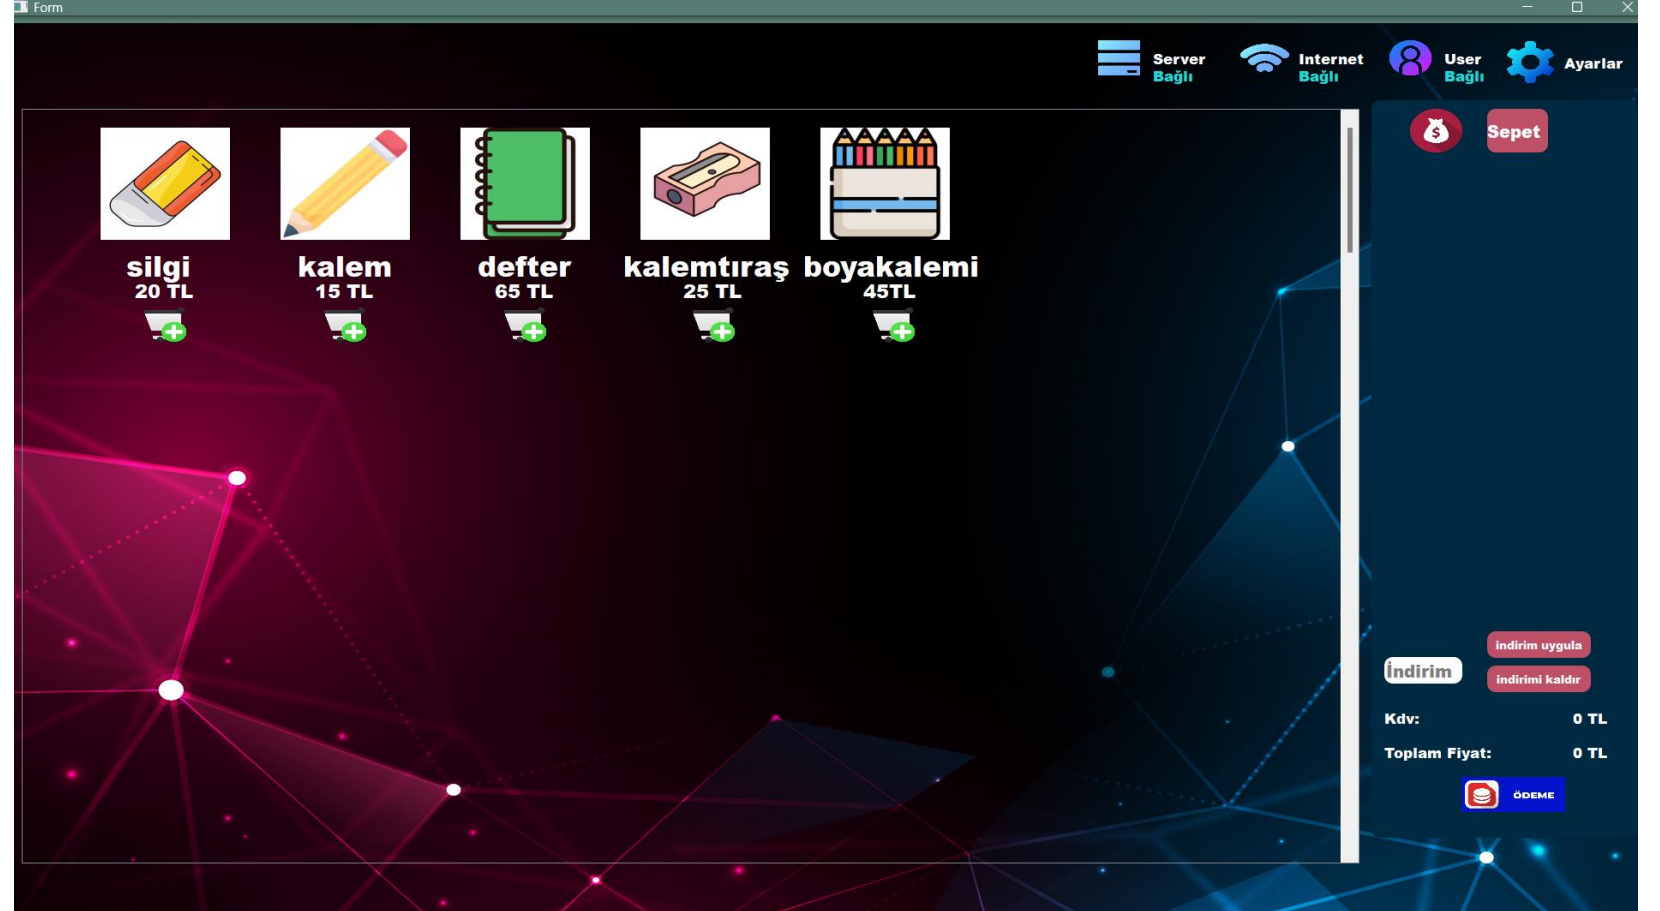 Form
Server
Bağlı
Internet
Bağlı
User
Bağlı
Ayarlar
Sepet
silgi
20 TL
kalem
15 TL
defter
65 TL
kalemtıraş
25 TL
boyakalemi
45TL
indirim uygula
İndirim
indirimi kaldır
Kdv: 0 TL
Toplam Fiyat: 0 TL
ÖDEME